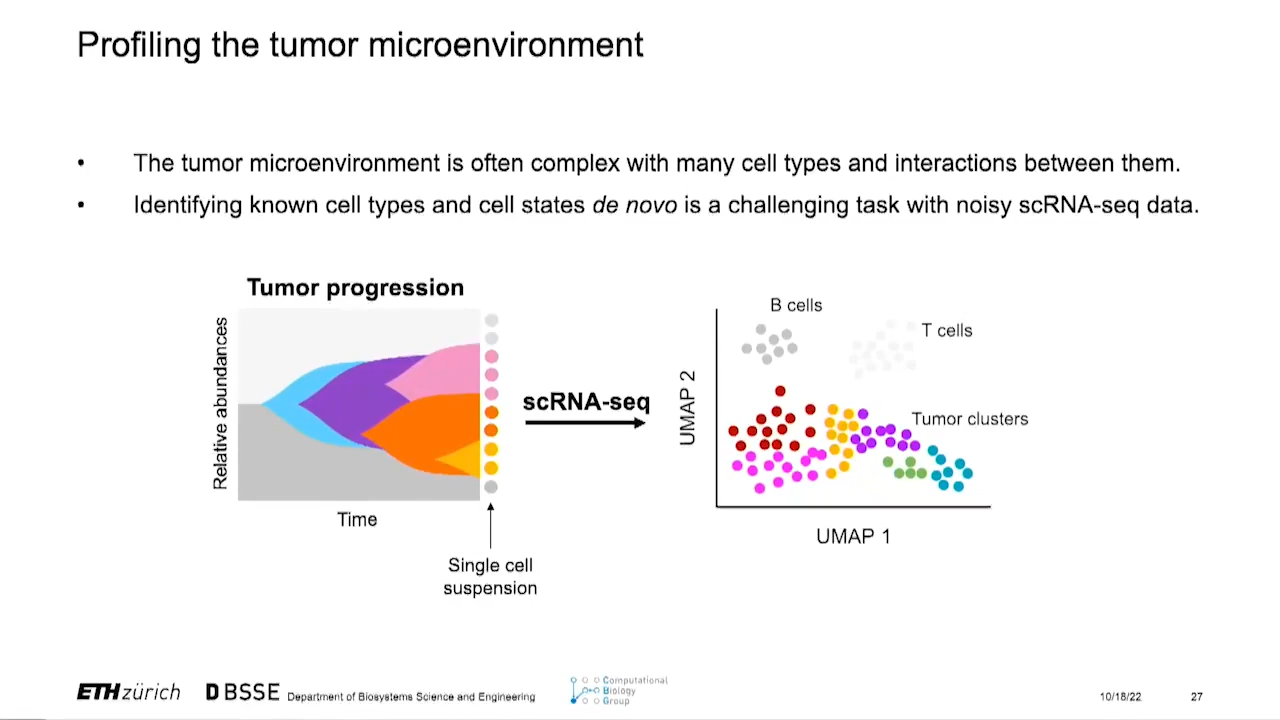 Profiling the tumor microenvironment
• The tumor microenvironment is often complex with many cell types and interactions between them.
• Identifying known cell types and cell states de novo is a challenging task with noisy scRNA-seq data.
Tumor progression
Relative abundances
Time
Single cell
suspension
scRNA-seq
UMAP 2
B cells
T cells
Tumor clusters
UMAP 1
ETH zürich
D BSSE Department of Biosystems Science and Engineering
Computational
Biology
Group
10/18/22
27